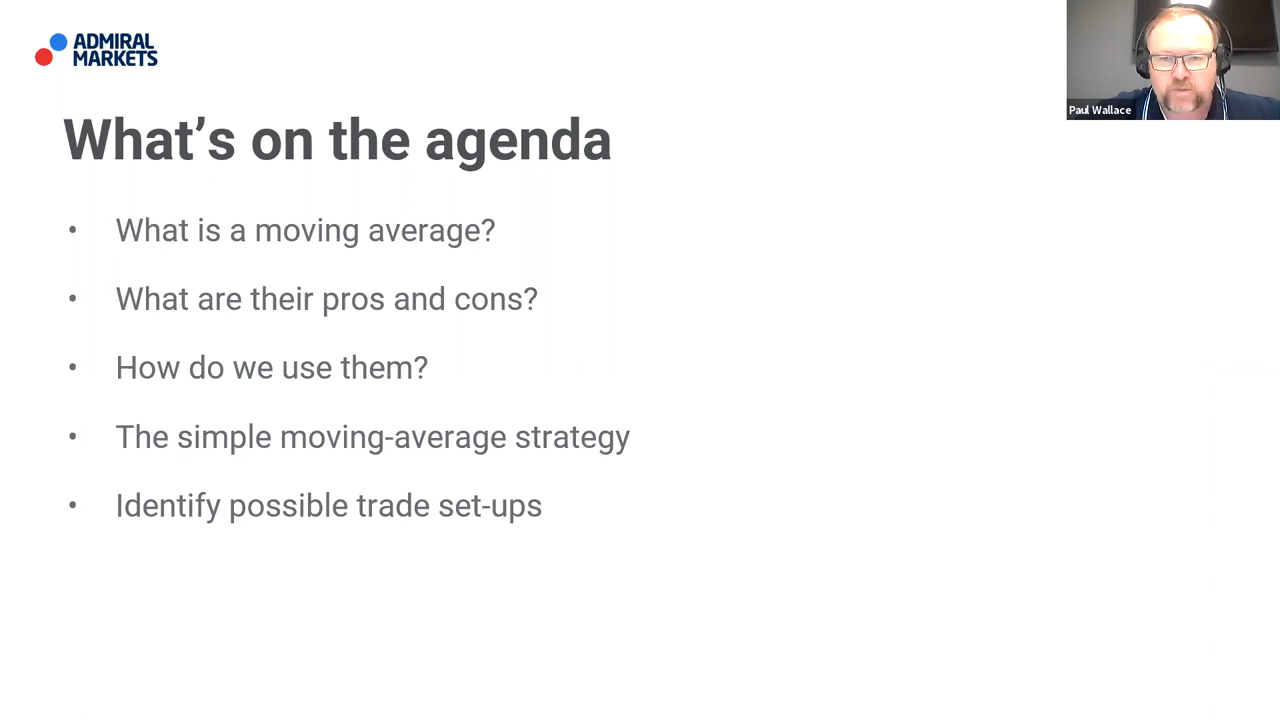 ADMIRAL
MARKETS
Paul Wallace
What’s on the agenda
• What is a moving average?
• What are their pros and cons?
• How do we use them?
• The simple moving-average strategy
• Identify possible trade set-ups